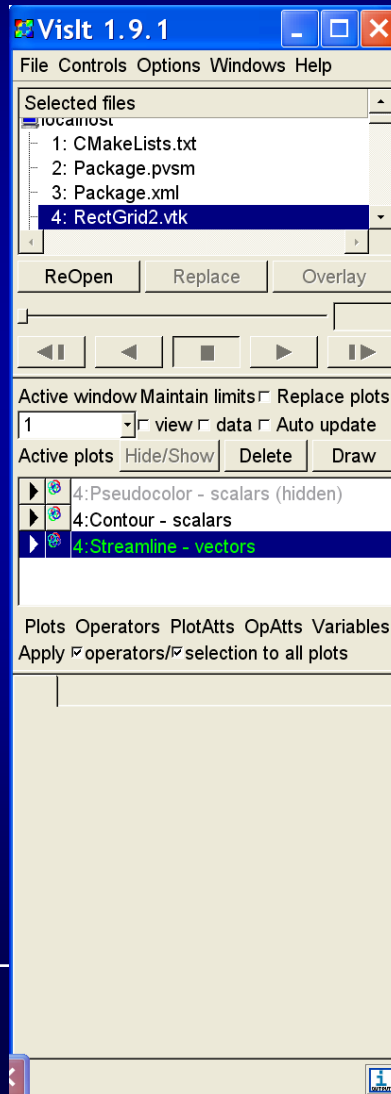 VisIt 1.9.1
File Controls Options Windows Help
Selected files
localhost
1: CMakeLists.txt
2: Package.pvsm
3: Package.xml
4: RectGrid2.vtk
ReOpen Replace Overlay
Active window Maintain limits Replace plots
1 view data Auto update
Active plots Hide/Show Delete Draw
4:Pseudocolor - scalars (hidden)
4:Contour - scalars
4:Streamline - vectors
Plots Operators PlotAtts OpAtts Variables
Apply operators/ selection to all plots
OUTPUT